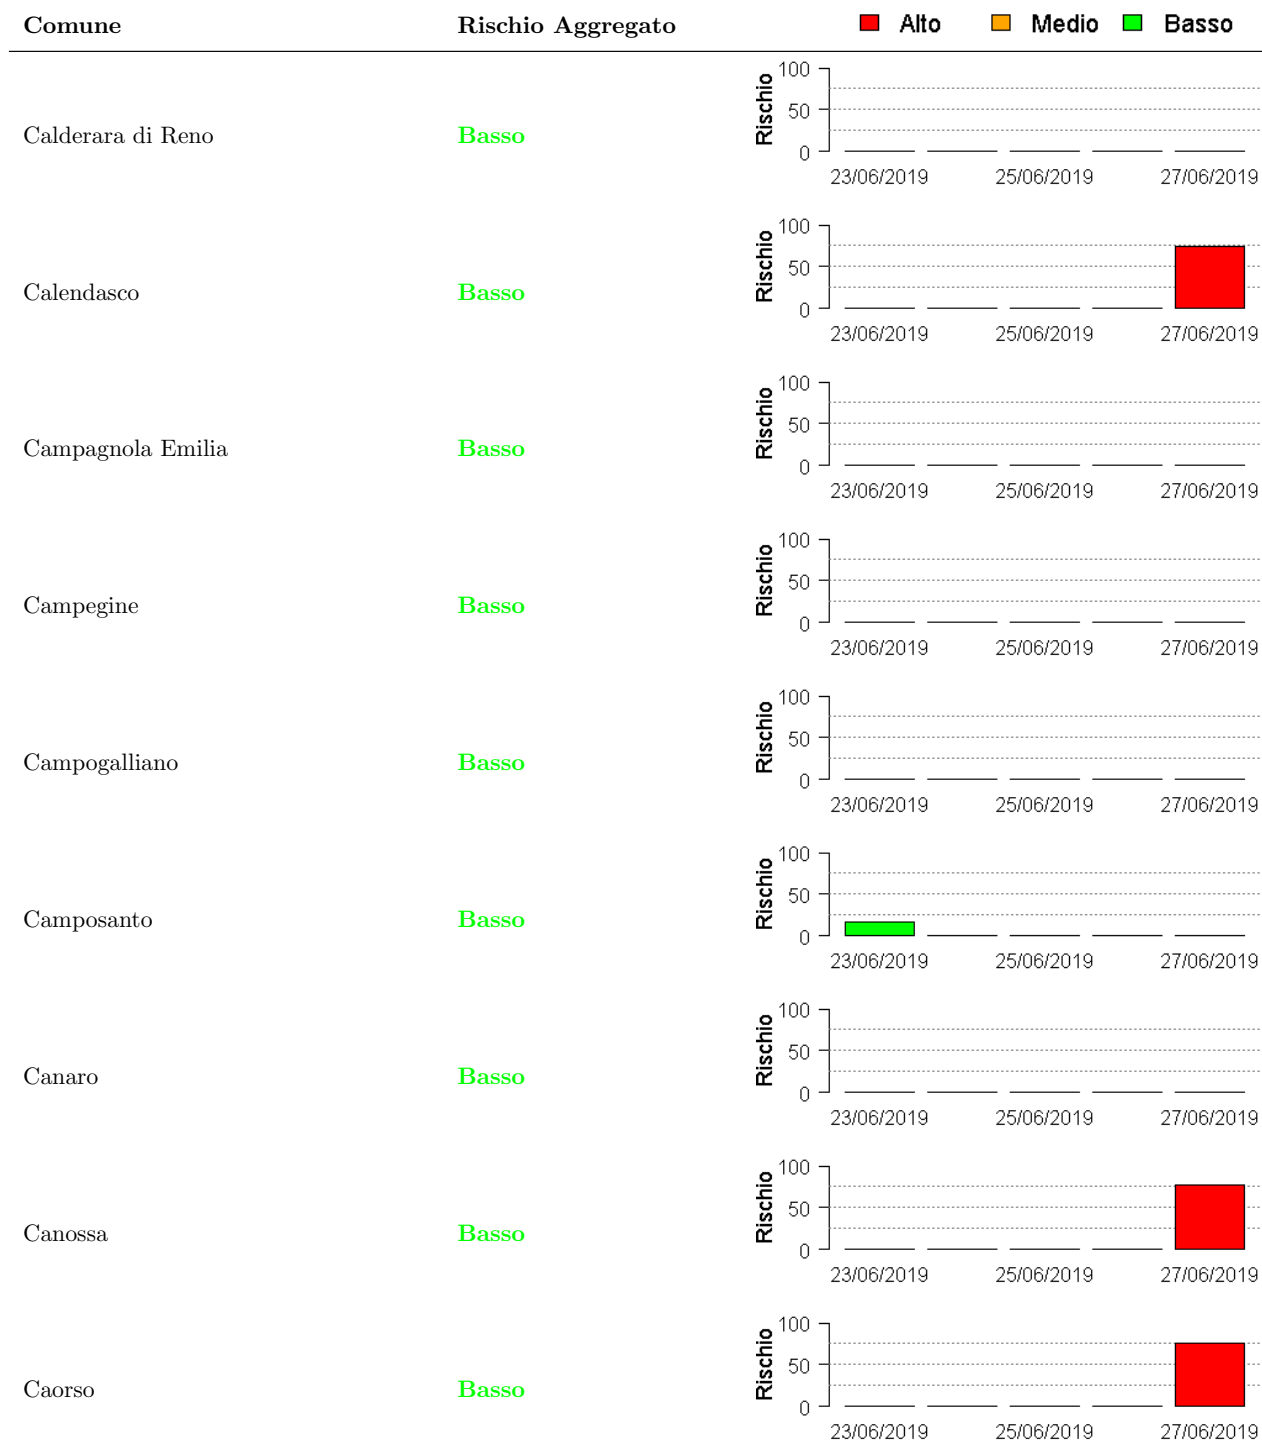 Comune Rischio Aggregato Alto Medio Basso
Calderara di Reno Basso Rischio 100 50 0
23/06/2019 25/06/2019 27/06/2019
Calendasco Basso Rischio 100 50 0
23/06/2019 25/06/2019 27/06/2019
Campagnola Emilia Basso Rischio 100 50 0
23/06/2019 25/06/2019 27/06/2019
Campegine Basso Rischio 100 50 0
23/06/2019 25/06/2019 27/06/2019
Campogalliano Basso Rischio 100 50 0
23/06/2019 25/06/2019 27/06/2019
Camposanto Basso Rischio 100 50 0
23/06/2019 25/06/2019 27/06/2019
Canaro Basso Rischio 100 50 0
23/06/2019 25/06/2019 27/06/2019
Canossa Basso Rischio 100 50 0
23/06/2019 25/06/2019 27/06/2019
Caorso Basso Rischio 100 50 0
23/06/2019 25/06/2019 27/06/2019